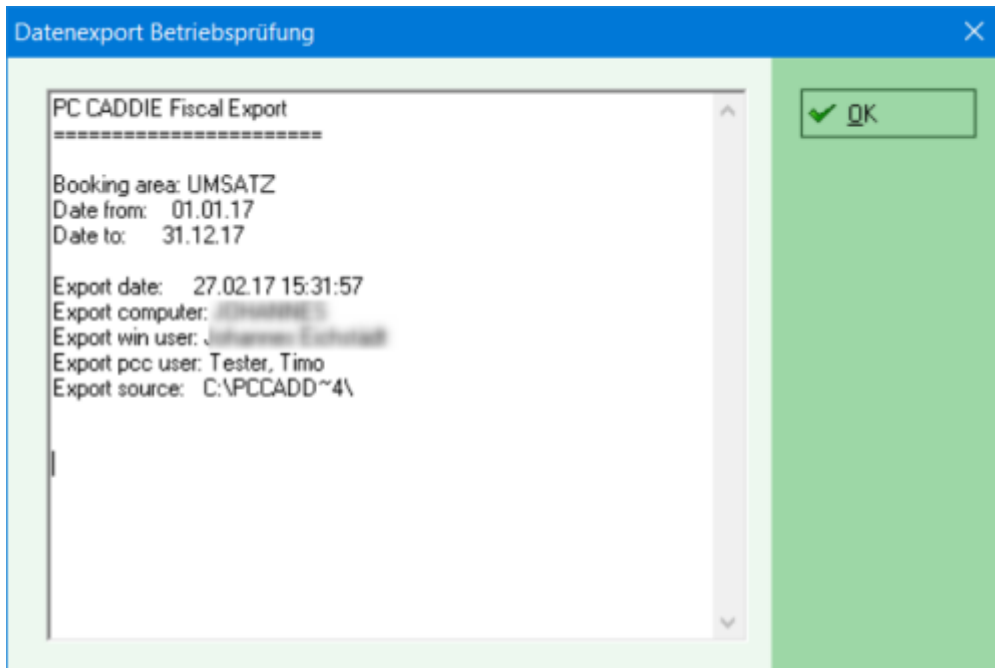 Datenexport Betriebsprüfung
PC CADDIE Fiscal Export
========================
Booking area: UMSATZ
Date from: 01.01.17
Date to: 31.12.17
Export date: 27.02.17 15:31:57
Export computer:
Export win user:
Export pcc user: Tester, Timo
Export source: C:\PCCADD~4\
OK